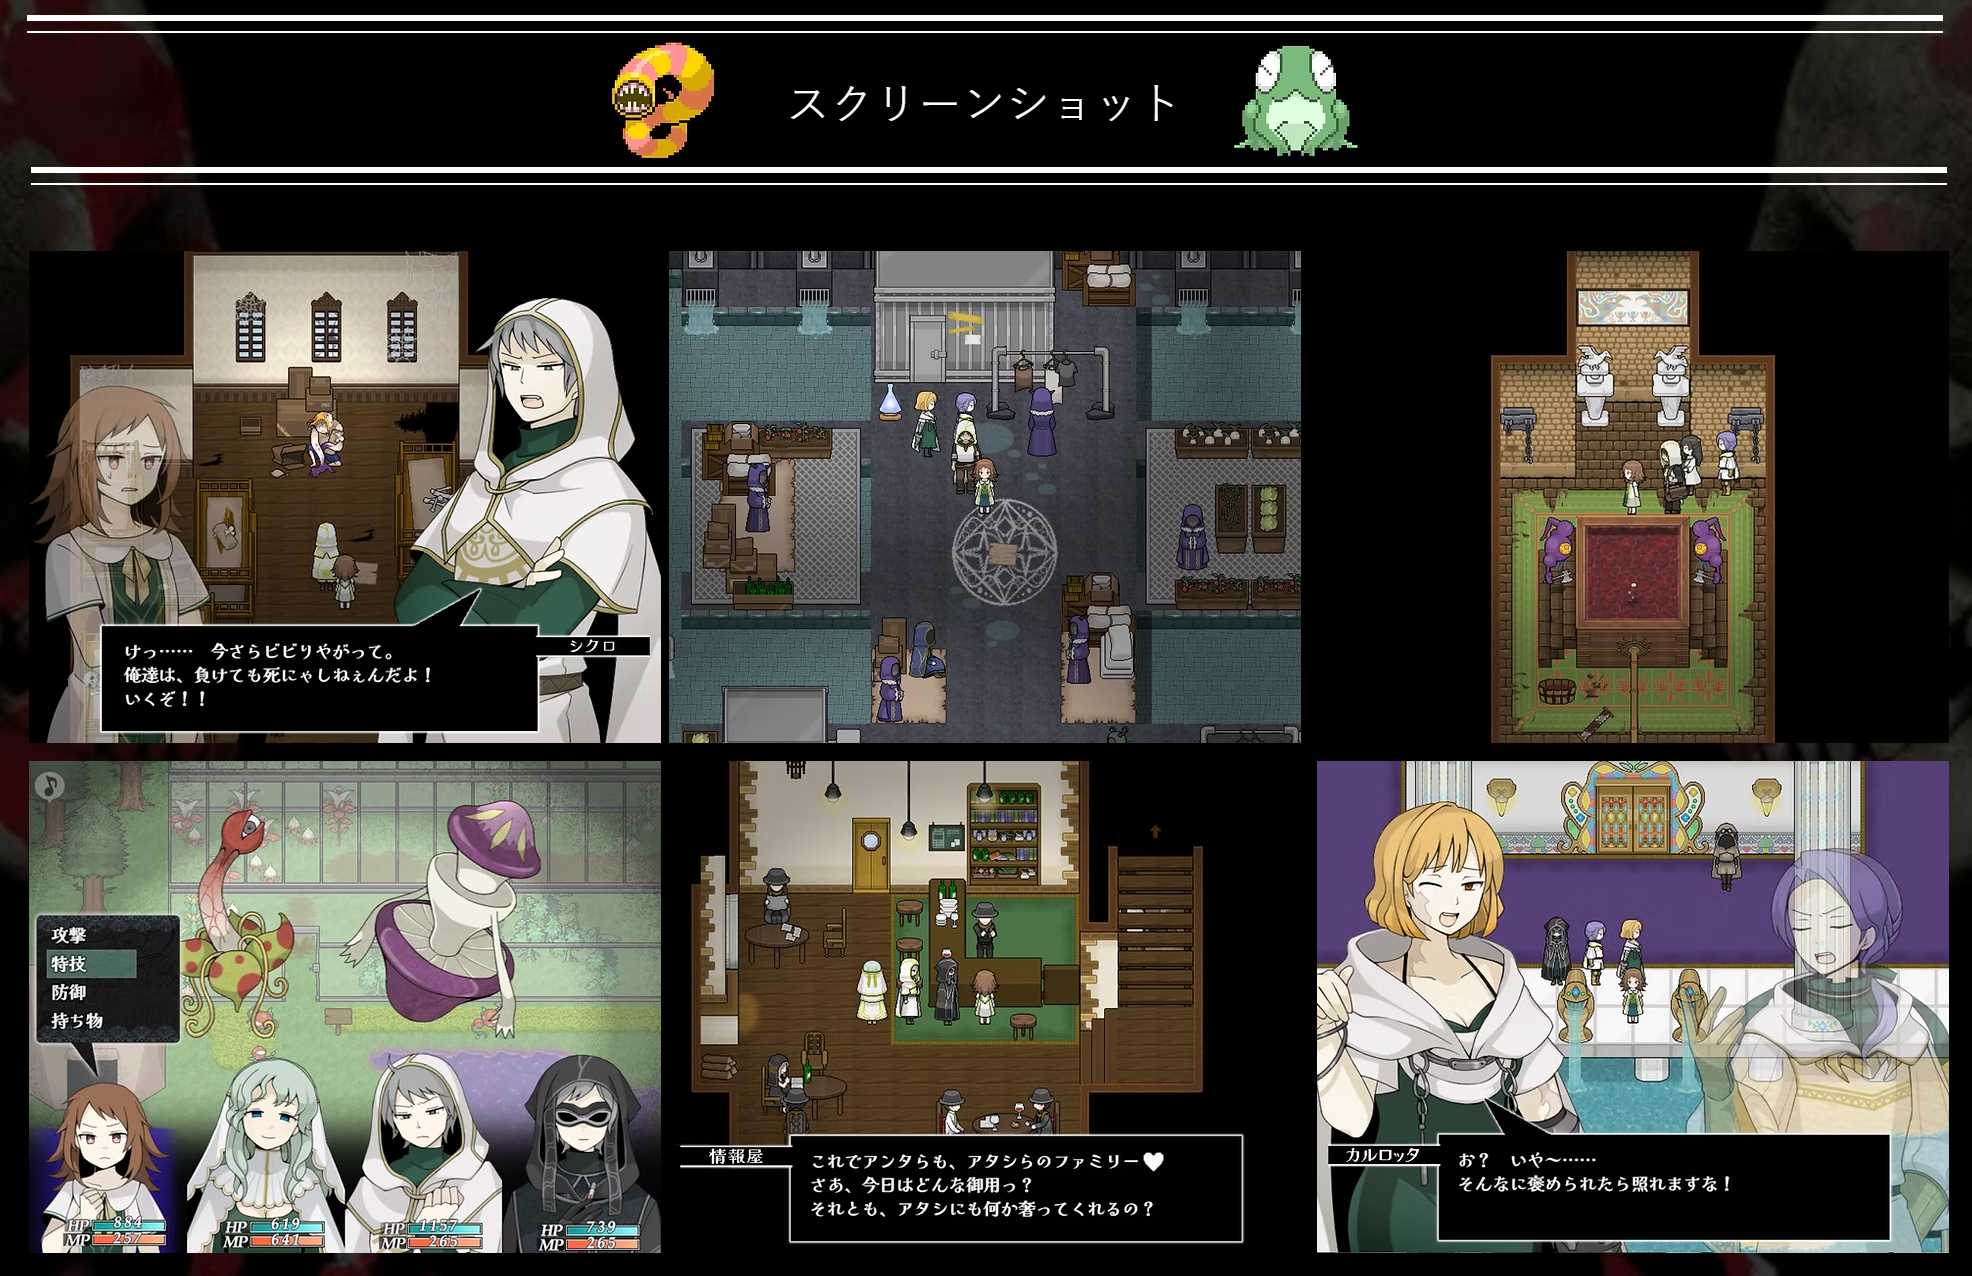 スクリーンショット
シクロ
けっ……　今さらビビりやがって。
俺達は、負けても死にゃしねぇんだよ！
いくぞ！！
攻撃
特技
防御
持ち物
HP 884
MP 257
HP 619
MP 641
HP 1157
MP 265
HP 739
MP 265
情報屋
これでアンタらも、アタシらのファミリー♥
さあ、今日はどんな御用っ？
それとも、アタシにも何か奢ってくれるの？
カルロッタ
お？　いや～……
そんなに褒められたら照れますな！